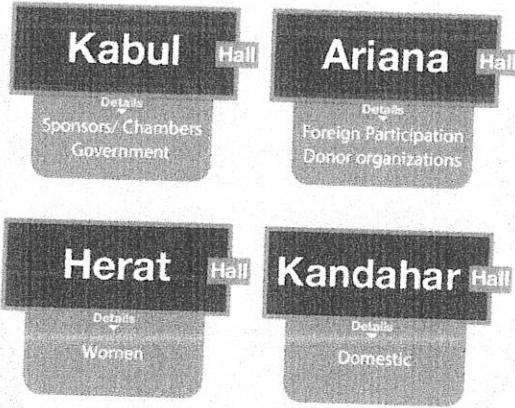 Kabul Hall
Details
Sponsors/ Chambers
Government
Ariana Hall
Details
Foreign Participation
Donor organizations
Herat Hall
Details
Women
Kandahar Hall
Details
Domestic